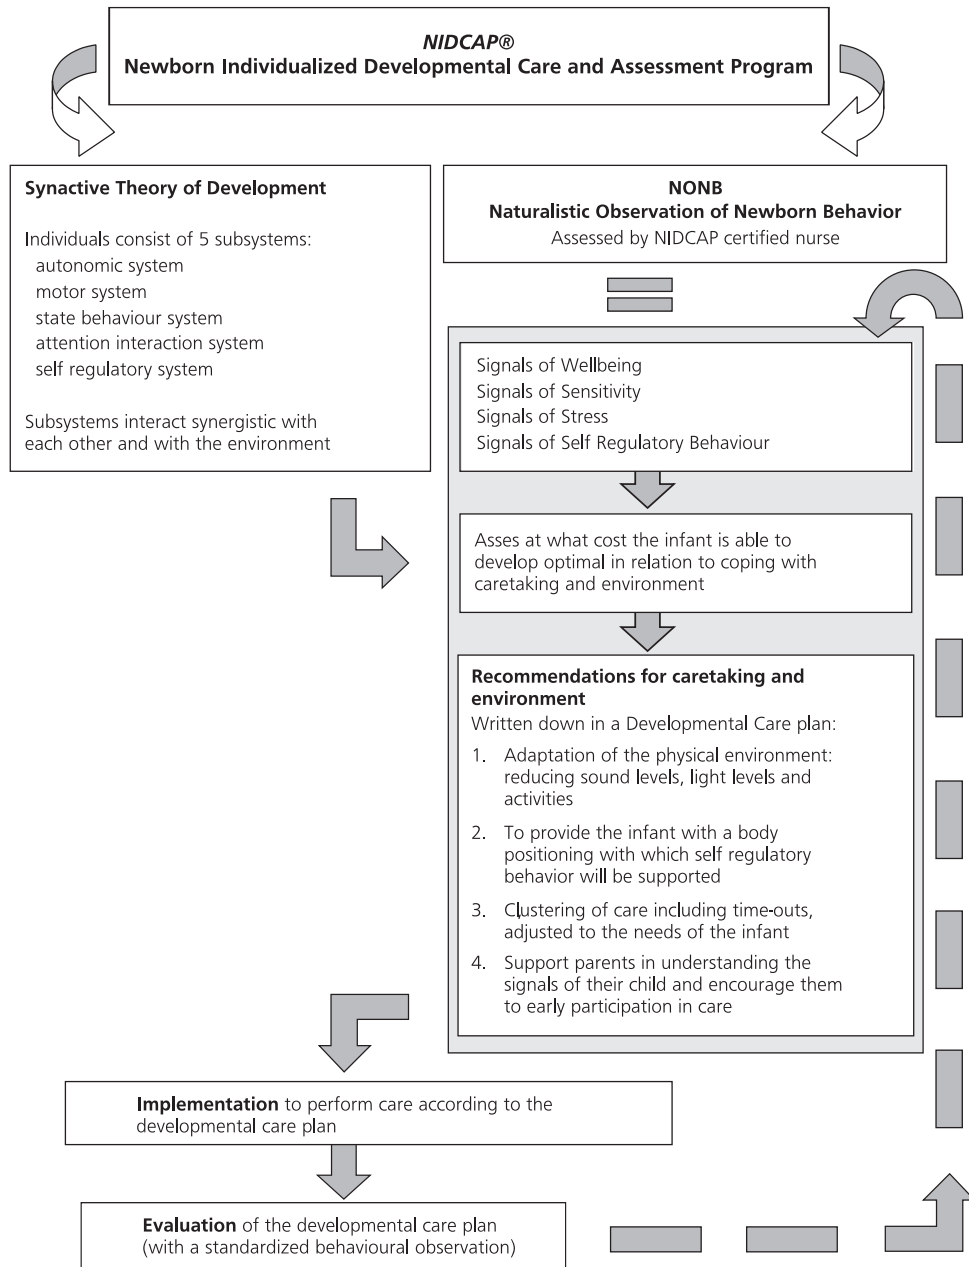 NIDCAP®
Newborn Individualized Developmental Care and Assessment Program
Synactive Theory of Development
Individuals consist of 5 subsystems:
autonomic system
motor system
state behaviour system
attention interaction system
self regulatory system
Subsystems interact synergistic with
each other and with the environment
NONB
Naturalistic Observation of Newborn Behavior
Assessed by NIDCAP certified nurse
Signals of Wellbeing
Signals of Sensitivity
Signals of Stress
Signals of Self Regulatory Behaviour
Asses at what cost the infant is able to
develop optimal in relation to coping with
caretaking and environment
Recommendations for caretaking and
environment
Written down in a Developmental Care plan:
1. Adaptation of the physical environment:
reducing sound levels, light levels and
activities
2. To provide the infant with a body
positioning with which self regulatory
behavior will be supported
3. Clustering of care including time-outs,
adjusted to the needs of the infant
4. Support parents in understanding the
signals of their child and encourage them
to early participation in care
Implementation to perform care according to the
developmental care plan
Evaluation of the developmental care plan
(with a standardized behavioural observation)